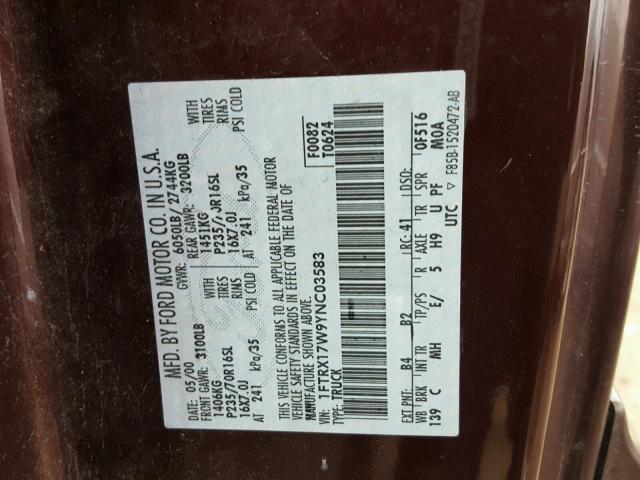 MFD. BY FORD MOTOR CO. IN U.S.A.
DATE: 05/00 GVWR: 6050LB/ 2744KG
FRONT GAWR: 3100LB REAR GAWR: 3200LB
1406KG WITH 1451KG WITH
P235/70R16SL TIRES P235/ R16SL TIRES
16X7.0J RIMS 16X7.0J RIMS
AT 241 kPa/35 PSI COLD AT 241 kPa/35 PSI COLD
THIS VEHICLE CONFORMS TO ALL APPLICABLE FEDERAL MOTOR
VEHICLE SAFETY STANDARDS IN EFFECT ON THE DATE OF
MANUFACTURE SHOWN ABOVE.
VIN: 1FTRX17W9YNC03583
TYPE: TRUCK
F0082
T0624
EXT PNT: B4 B2 RC: 41 DSO: 0F516
WB BRK INT TR TP/PS R AXLE TR SPR
139 C MH E/ 5 H9 U PF M0A
UTC ▽ F85B-1520472-AB